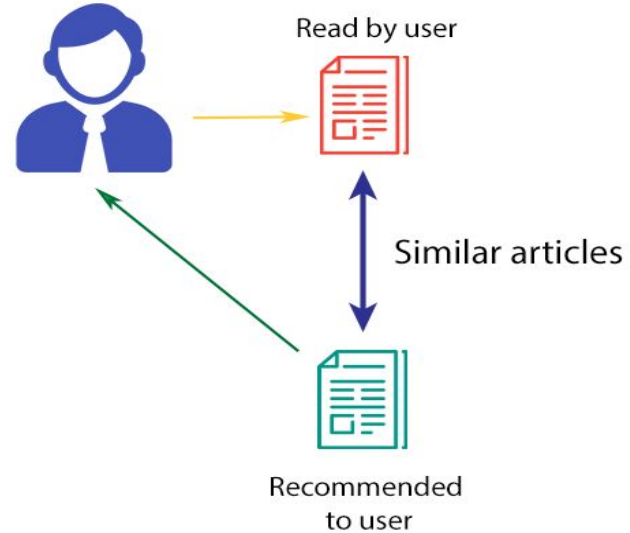 Read by user
Similar articles
Recommended
to user